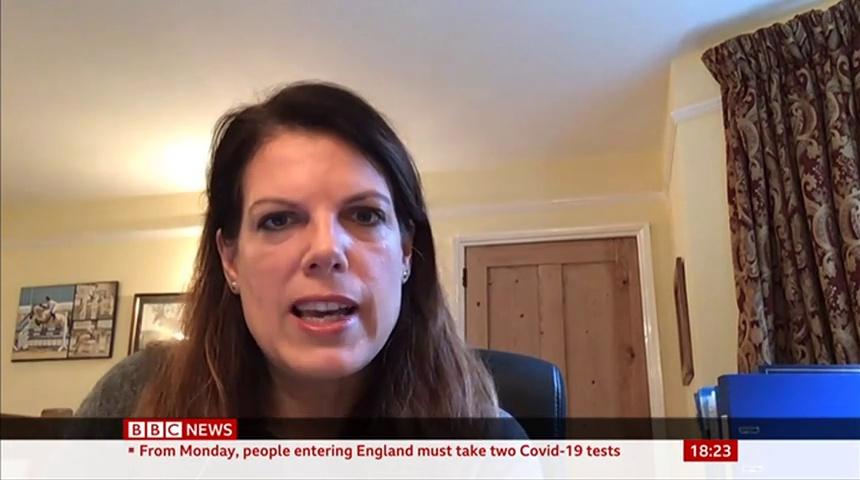 BBC NEWS
From Monday, people entering England must take two Covid-19 tests
18:23